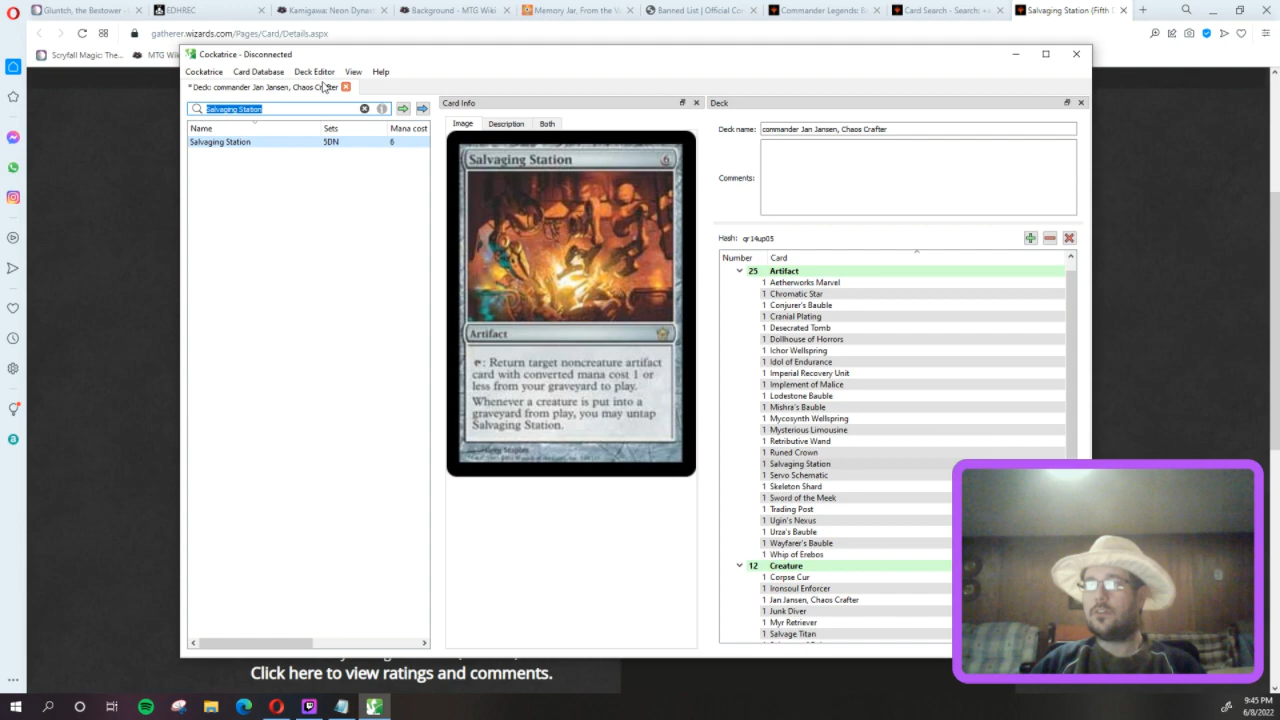 Gluntch, the Bestower -
EDHREC
Kamigawa: Neon Dynas
Background - MTG Wiki
Memory Jar, From the Va
Banned List | Official Co
Commander Legends: B
Card Search - Search: +
Salvaging Station (Fifth D
gatherer.wizards.com/Pages/Card/Details.aspx
Scryfall Magic: The...
MTG Wiki
Cockatrice - Disconnected
Cockatrice Card Database Deck Editor View Help
* Deck: commander Jan Jansen, Chaos Crafter
Salvaging Station
Name Sets Mana cost
Salvaging Station 5DN 6
Card Info
Image Description Both
Salvaging Station 6
Artifact
: Return target noncreature artifact
card with converted mana cost 1 or
less from your graveyard to play.
Whenever a creature is put into a
graveyard from play, you may untap
Salvaging Station.
Deck
Deck name: commander Jan Jansen, Chaos Crafter
Comments:
Hash: qr14up05
Number Card
25 Artifact
1 Aetherworks Marvel
1 Chromatic Star
1 Conjurer's Bauble
1 Cranial Plating
1 Desecrated Tomb
1 Dollhouse of Horrors
1 Ichor Wellspring
1 Idol of Endurance
1 Imperial Recovery Unit
1 Implement of Malice
1 Lodestone Bauble
1 Mishra's Bauble
1 Mycosynth Wellspring
1 Mysterious Limousine
1 Retributive Wand
1 Runed Crown
1 Salvaging Station
1 Servo Schematic
1 Skeleton Shard
1 Sword of the Meek
1 Trading Post
1 Ugin's Nexus
1 Urza's Bauble
1 Wayfarer's Bauble
1 Whip of Erebos
12 Creature
1 Corpse Cur
1 Ironsoul Enforcer
1 Jan Jansen, Chaos Crafter
1 Junk Diver
1 Myr Retriever
1 Salvage Titan
Click here to view ratings and comments.
9:45 PM
6/8/2022